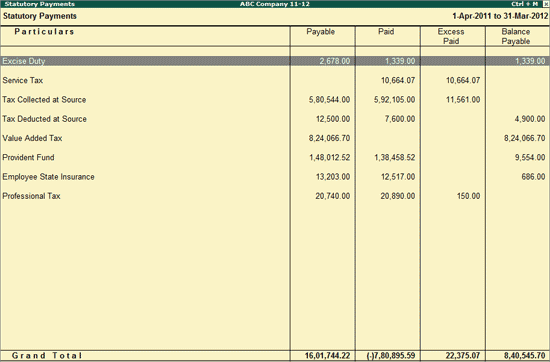 Statutory Payments ABC Company 11-12 Ctrl + M
Statutory Payments 1-Apr-2011 to 31-Mar-2012
Particulars Payable Paid Excess Paid Balance Payable
Excise Duty 2,678.00 1,339.00 1,339.00
Service Tax 10,664.07 10,664.07
Tax Collected at Source 5,80,544.00 5,92,105.00 11,561.00
Tax Deducted at Source 12,500.00 7,600.00 4,900.00
Value Added Tax 8,24,066.70 8,24,066.70
Provident Fund 1,48,012.52 1,38,458.52 9,554.00
Employee State Insurance 13,203.00 12,517.00 686.00
Professional Tax 20,740.00 20,890.00 150.00
Grand Total 16,01,744.22 (-)7,80,895.59 22,375.07 8,40,545.70